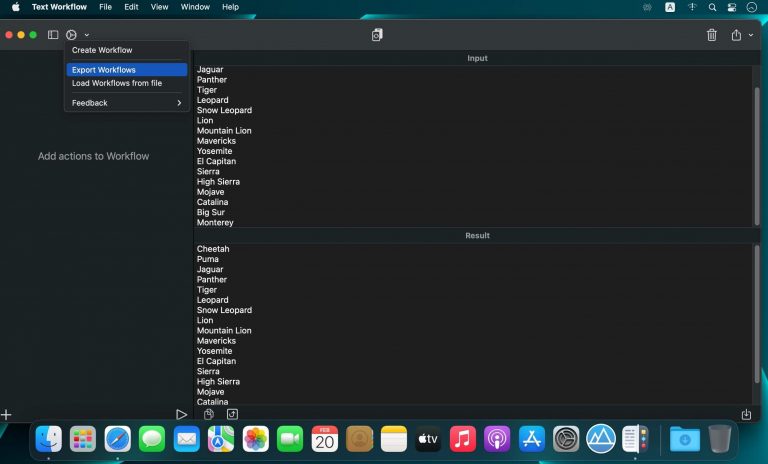 Text Workflow File Edit View Window Help
A
Create Workflow
Export Workflows
Load Workflows from file
Feedback
Add actions to Workflow
Input
Jaguar
Panther
Tiger
Leopard
Snow Leopard
Lion
Mountain Lion
Mavericks
Yosemite
El Capitan
Sierra
High Sierra
Mojave
Catalina
Big Sur
Monterey
Result
Cheetah
Puma
Jaguar
Panther
Tiger
Leopard
Snow Leopard
Lion
Mountain Lion
Mavericks
Yosemite
El Capitan
Sierra
High Sierra
Mojave
Catalina
FEB
20
tv